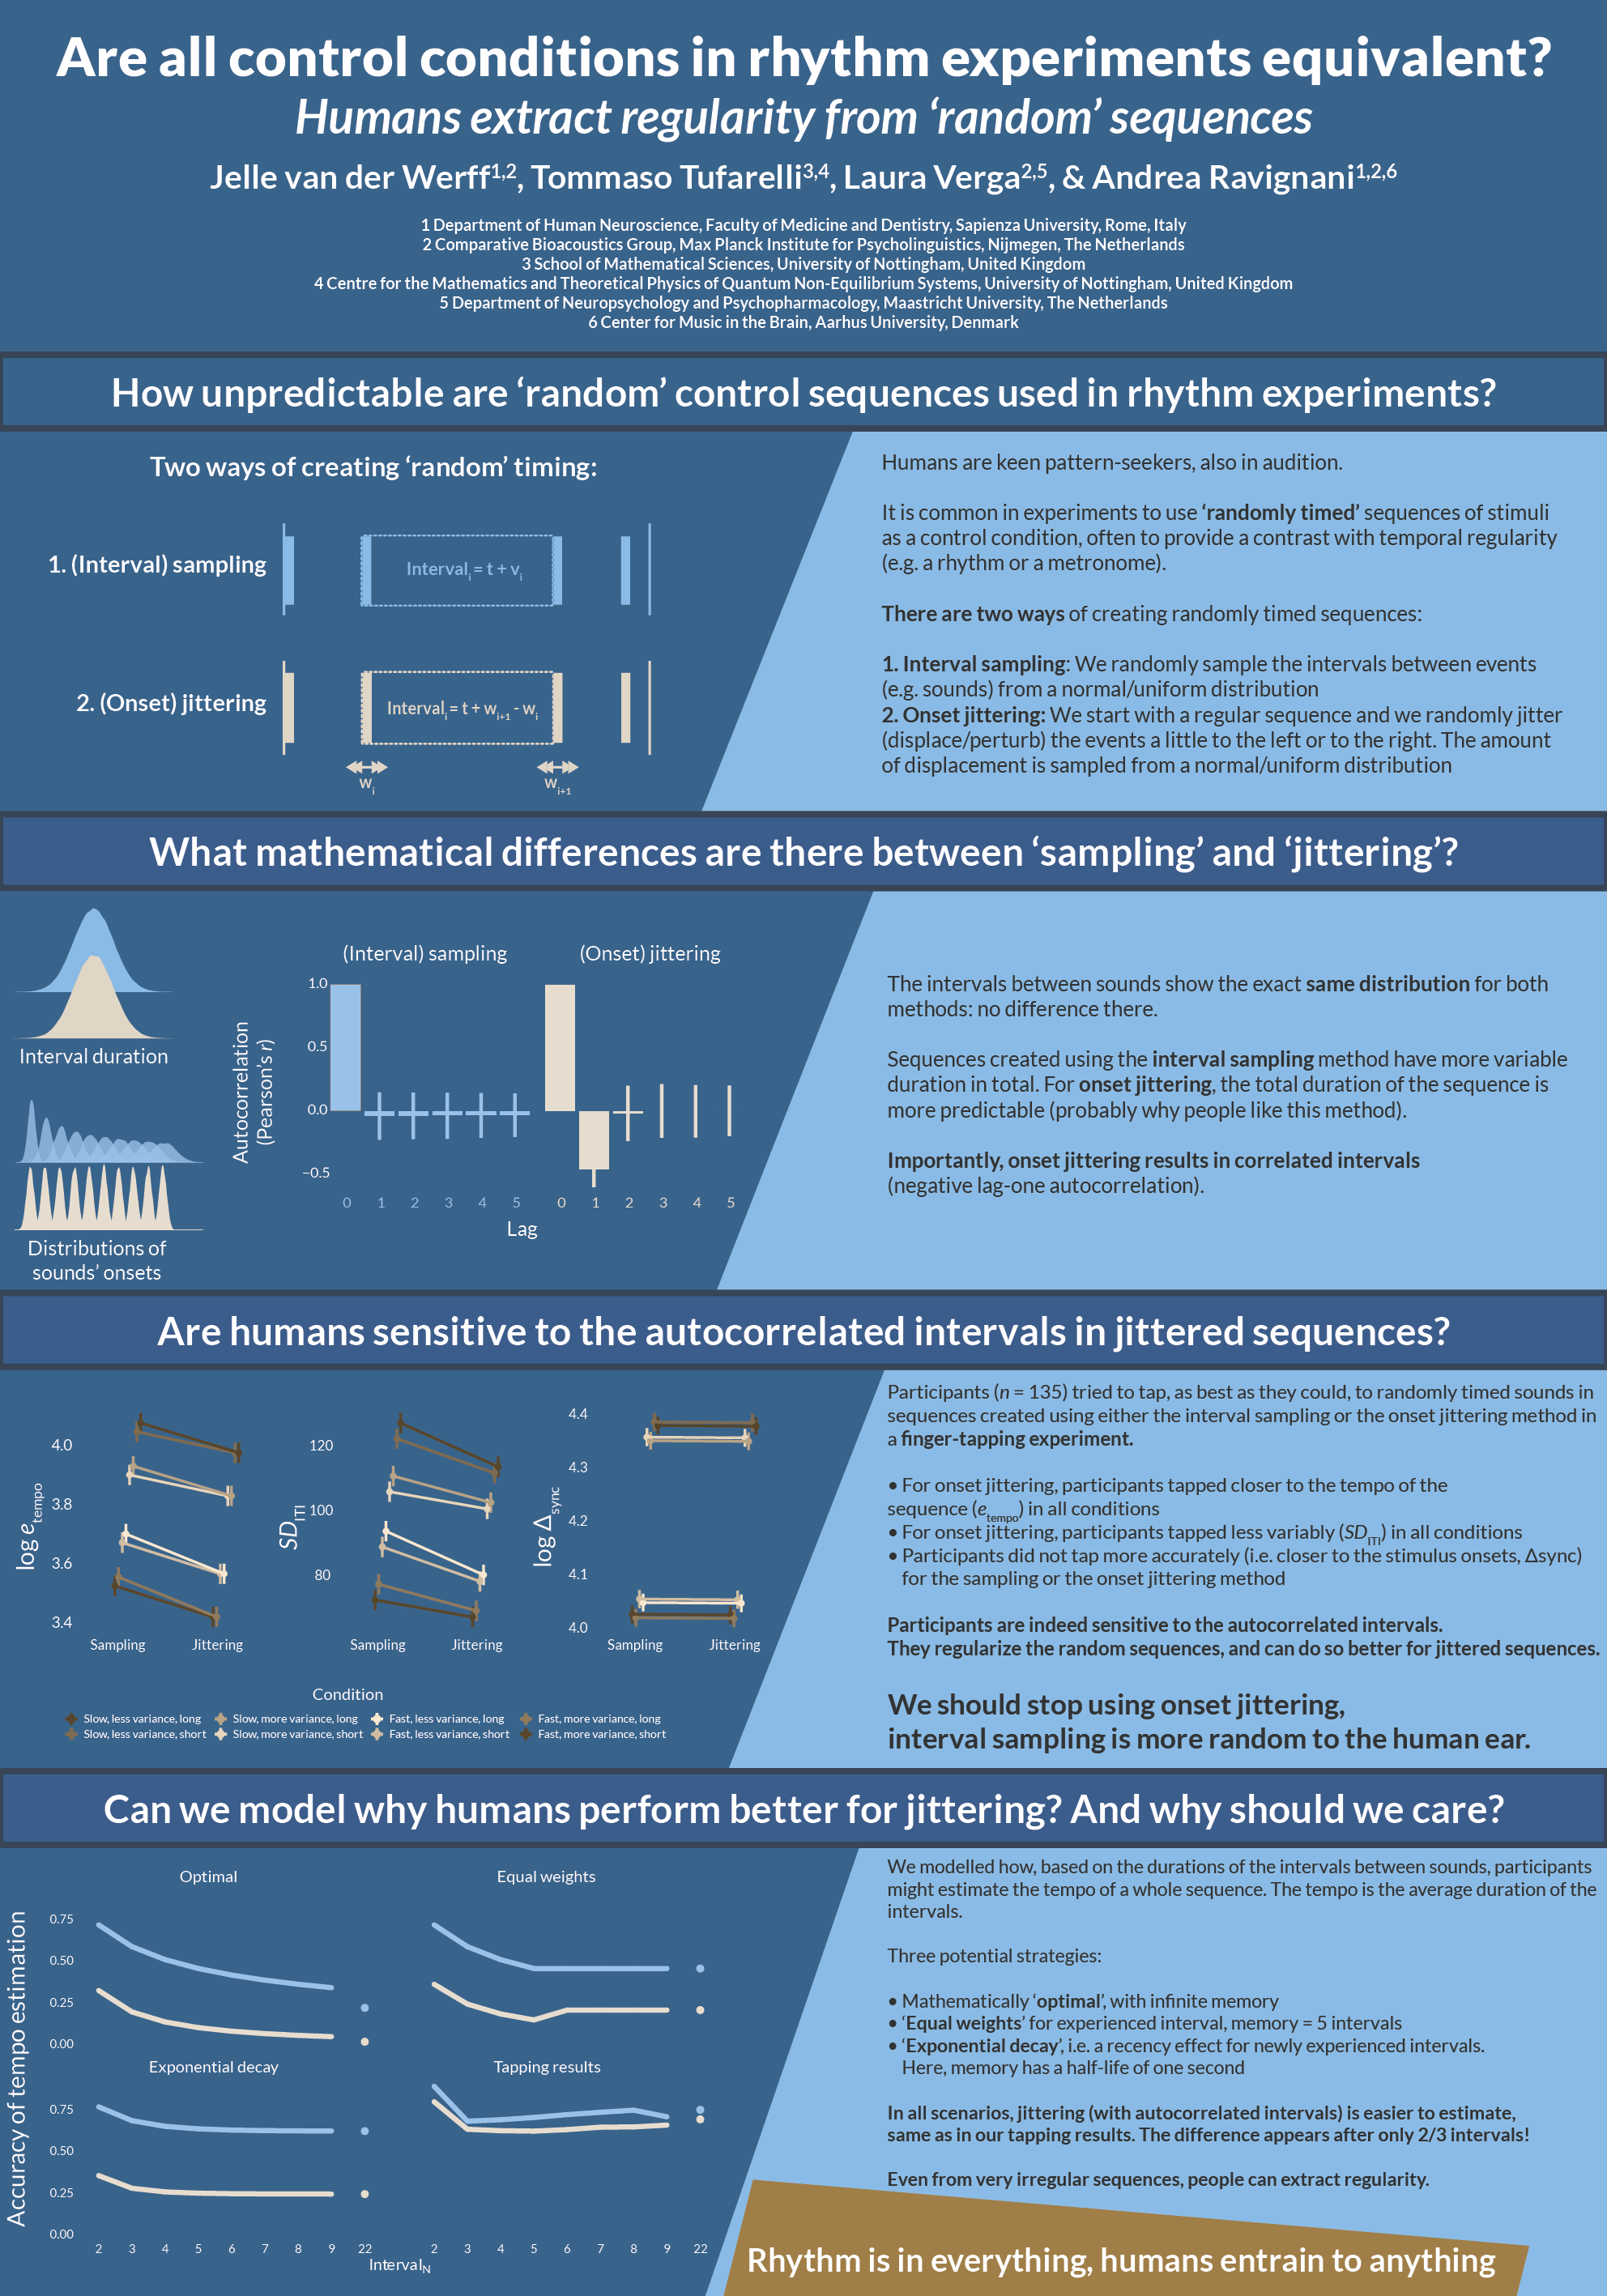 Are all control conditions in rhythm experiments equivalent?
Humans extract regularity from ‘random’ sequences
Jelle van der Werff1,2, Tommaso Tufarelli3,4, Laura Verga2,5, & Andrea Ravignani1,2,6
1 Department of Human Neuroscience, Faculty of Medicine and Dentistry, Sapienza University, Rome, Italy
2 Comparative Bioacoustics Group, Max Planck Institute for Psycholinguistics, Nijmegen, The Netherlands
3 School of Mathematical Sciences, University of Nottingham, United Kingdom
4 Centre for the Mathematics and Theoretical Physics of Quantum Non-Equilibrium Systems, University of Nottingham, United Kingdom
5 Department of Neuropsychology and Psychopharmacology, Maastricht University, The Netherlands
6 Center for Music in the Brain, Aarhus University, Denmark
How unpredictable are ‘random’ control sequences used in rhythm experiments?
Two ways of creating ‘random’ timing:
1. (Interval) sampling
Intervali = t + vi
2. (Onset) jittering
Intervali = t + wi+1 - wi
wi
wi+1
Humans are keen pattern-seekers, also in audition.
It is common in experiments to use ‘randomly timed’ sequences of stimuli
as a control condition, often to provide a contrast with temporal regularity
(e.g. a rhythm or a metronome).
There are two ways of creating randomly timed sequences:
1. Interval sampling: We randomly sample the intervals between events
(e.g. sounds) from a normal/uniform distribution
2. Onset jittering: We start with a regular sequence and we randomly jitter
(displace/perturb) the events a little to the left or to the right. The amount
of displacement is sampled from a normal/uniform distribution
What mathematical differences are there between ‘sampling’ and ‘jittering’?
Interval duration
Distributions of
sounds’ onsets
(Interval) sampling
(Onset) jittering
Autocorrelation
(Pearson’s r)
1.0
0.5
0.0
−0.5
0 1 2 3 4 5
0 1 2 3 4 5
Lag
The intervals between sounds show the exact same distribution for both
methods: no difference there.
Sequences created using the interval sampling method have more variable
duration in total. For onset jittering, the total duration of the sequence is
more predictable (probably why people like this method).
Importantly, onset jittering results in correlated intervals
(negative lag-one autocorrelation).
Are humans sensitive to the autocorrelated intervals in jittered sequences?
log etempo
4.0
3.8
3.6
3.4
Sampling Jittering
SDITI
120
100
80
Sampling Jittering
log Δsync
4.4
4.3
4.2
4.1
4.0
Sampling Jittering
Condition
Slow, less variance, long Slow, more variance, long Fast, less variance, long Fast, more variance, long
Slow, less variance, short Slow, more variance, short Fast, less variance, short Fast, more variance, short
Participants (n = 135) tried to tap, as best as they could, to randomly timed sounds in
sequences created using either the interval sampling or the onset jittering method in
a finger-tapping experiment.
• For onset jittering, participants tapped closer to the tempo of the
sequence (etempo) in all conditions
• For onset jittering, participants tapped less variably (SDITI) in all conditions
• Participants did not tap more accurately (i.e. closer to the stimulus onsets, Δsync)
for the sampling or the onset jittering method
Participants are indeed sensitive to the autocorrelated intervals.
They regularize the random sequences, and can do so better for jittered sequences.
We should stop using onset jittering,
interval sampling is more random to the human ear.
Can we model why humans perform better for jittering? And why should we care?
Accuracy of tempo estimation
Optimal
Equal weights
0.75
0.50
0.25
0.00
Exponential decay
Tapping results
0.75
0.50
0.25
0.00
2 3 4 5 6 7 8 9 22
2 3 4 5 6 7 8 9 22
IntervalN
We modelled how, based on the durations of the intervals between sounds, participants
might estimate the tempo of a whole sequence. The tempo is the average duration of the
intervals.
Three potential strategies:
• Mathematically ‘optimal’, with infinite memory
• ‘Equal weights’ for experienced interval, memory = 5 intervals
• ‘Exponential decay’, i.e. a recency effect for newly experienced intervals.
Here, memory has a half-life of one second
In all scenarios, jittering (with autocorrelated intervals) is easier to estimate,
same as in our tapping results. The difference appears after only 2/3 intervals!
Even from very irregular sequences, people can extract regularity.
Rhythm is in everything, humans entrain to anything